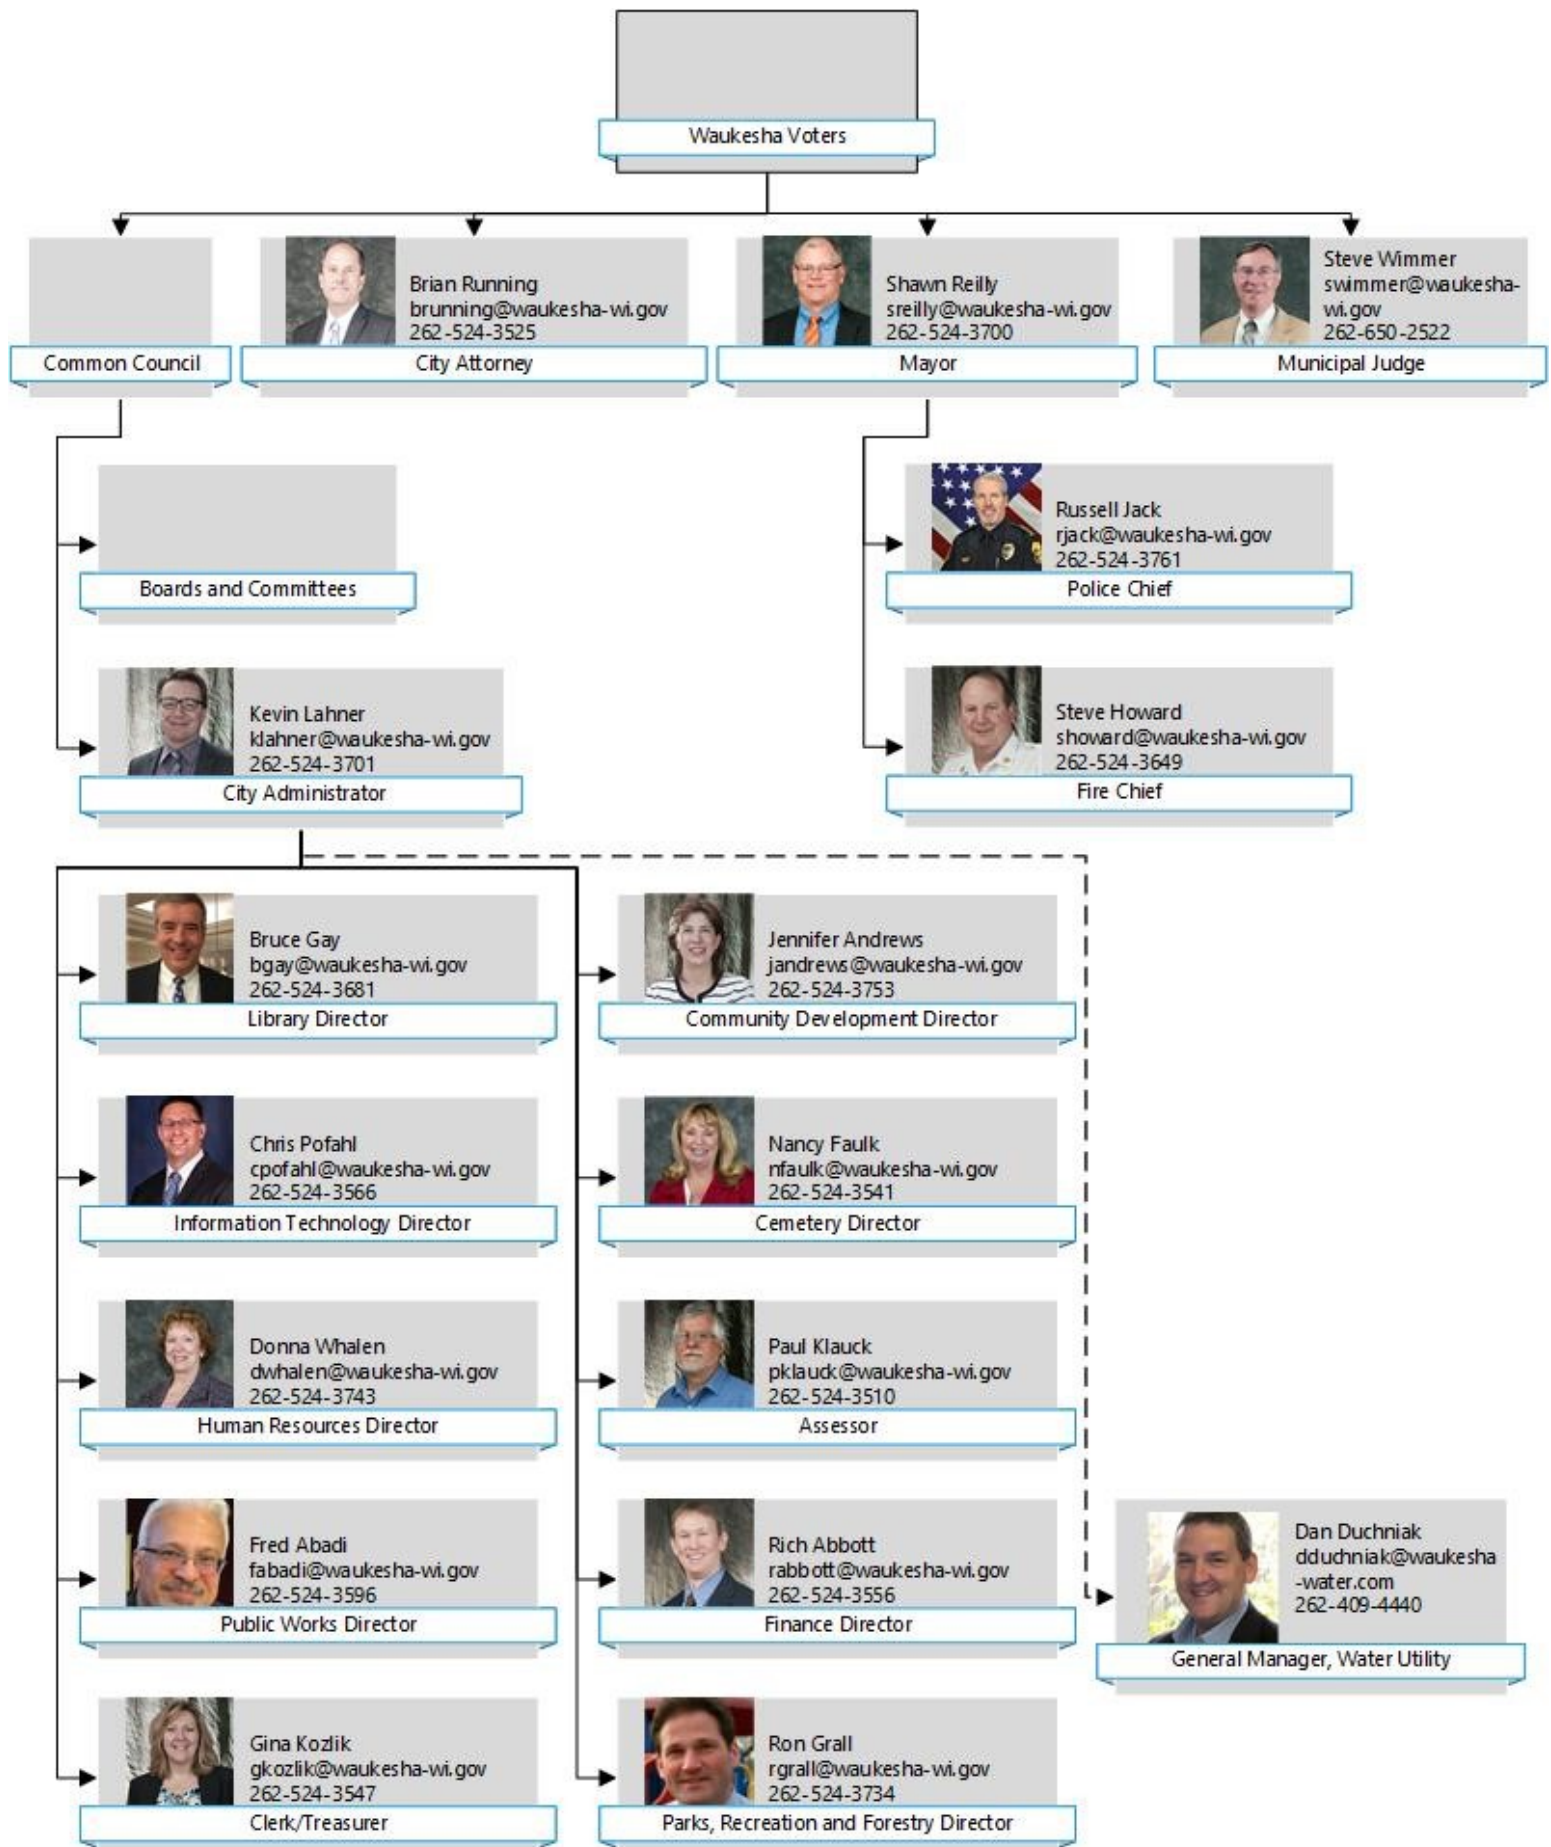 Waukesha Voters
Common Council
Brian Running
brunning@waukesha-wi.gov
262-524-3525
City Attorney
Shawn Reilly
sreilly@waukesha-wi.gov
262-524-3700
Mayor
Steve Wimmer
swimmer@waukesha-
wi.gov
262-650-2522
Municipal Judge
Boards and Committees
Russell Jack
rjack@waukesha-wi.gov
262-524-3761
Police Chief
Kevin Lahner
klahner@waukesha-wi.gov
262-524-3701
City Administrator
Steve Howard
showard@waukesha-wi.gov
262-524-3649
Fire Chief
Bruce Gay
bgay@waukesha-wi.gov
262-524-3681
Library Director
Jennifer Andrews
jandrews@waukesha-wi.gov
262-524-3753
Community Development Director
Chris Pofahl
cpofahl@waukesha-wi.gov
262-524-3566
Information Technology Director
Nancy Faulk
nfaulk@waukesha-wi.gov
262-524-3541
Cemetery Director
Donna Whalen
dwhalen@waukesha-wi.gov
262-524-3743
Human Resources Director
Paul Klauck
pklauck@waukesha-wi.gov
262-524-3510
Assessor
Fred Abadi
fabadi@waukesha-wi.gov
262-524-3596
Public Works Director
Rich Abbott
rabbott@waukesha-wi.gov
262-524-3556
Finance Director
Dan Duchniak
dduchniak@waukesha
-water.com
262-409-4440
General Manager, Water Utility
Gina Kozlik
gkozlik@waukesha-wi.gov
262-524-3547
Clerk/Treasurer
Ron Grall
rgrall@waukesha-wi.gov
262-524-3734
Parks, Recreation and Forestry Director